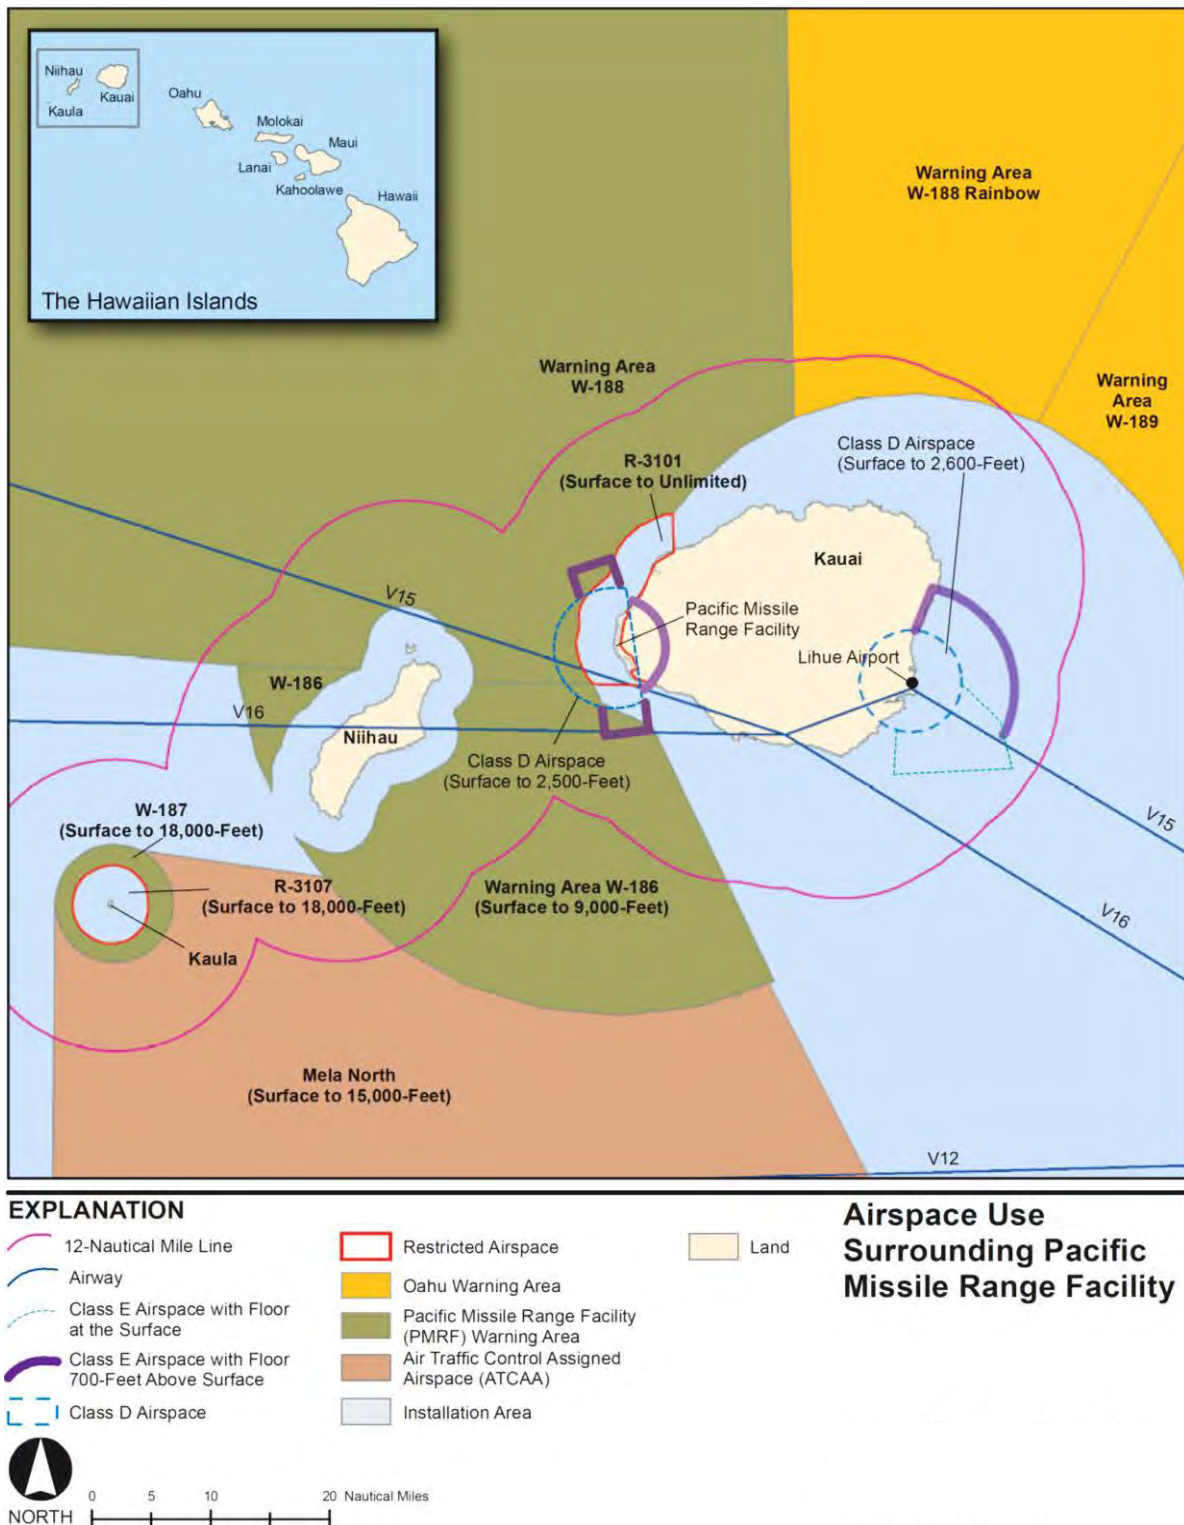 Niihau
Kauai
Kaula
Oahu
Molokai
Maui
Lanai
Kahoolawe
Hawaii
The Hawaiian Islands
Warning Area
W-188 Rainbow
Warning Area
W-188
Warning
Area
W-189
Class D Airspace
(Surface to 2,600-Feet)
R-3101
(Surface to Unlimited)
Kauai
V15
Pacific Missile
Range Facility
Lihue Airport
W-186
V16
Niihau
Class D Airspace
(Surface to 2,500-Feet)
W-187
(Surface to 18,000-Feet)
V15
R-3107
(Surface to 18,000-Feet)
Warning Area W-186
(Surface to 9,000-Feet)
V16
Kaula
Mela North
(Surface to 15,000-Feet)
V12
EXPLANATION
12-Nautical Mile Line
Airway
Class E Airspace with Floor
at the Surface
Class E Airspace with Floor
700-Feet Above Surface
Class D Airspace
Restricted Airspace
Oahu Warning Area
Pacific Missile Range Facility
(PMRF) Warning Area
Air Traffic Control Assigned
Airspace (ATCAA)
Installation Area
Land
Airspace Use
Surrounding Pacific
Missile Range Facility
NORTH
0 5 10 20 Nautical Miles